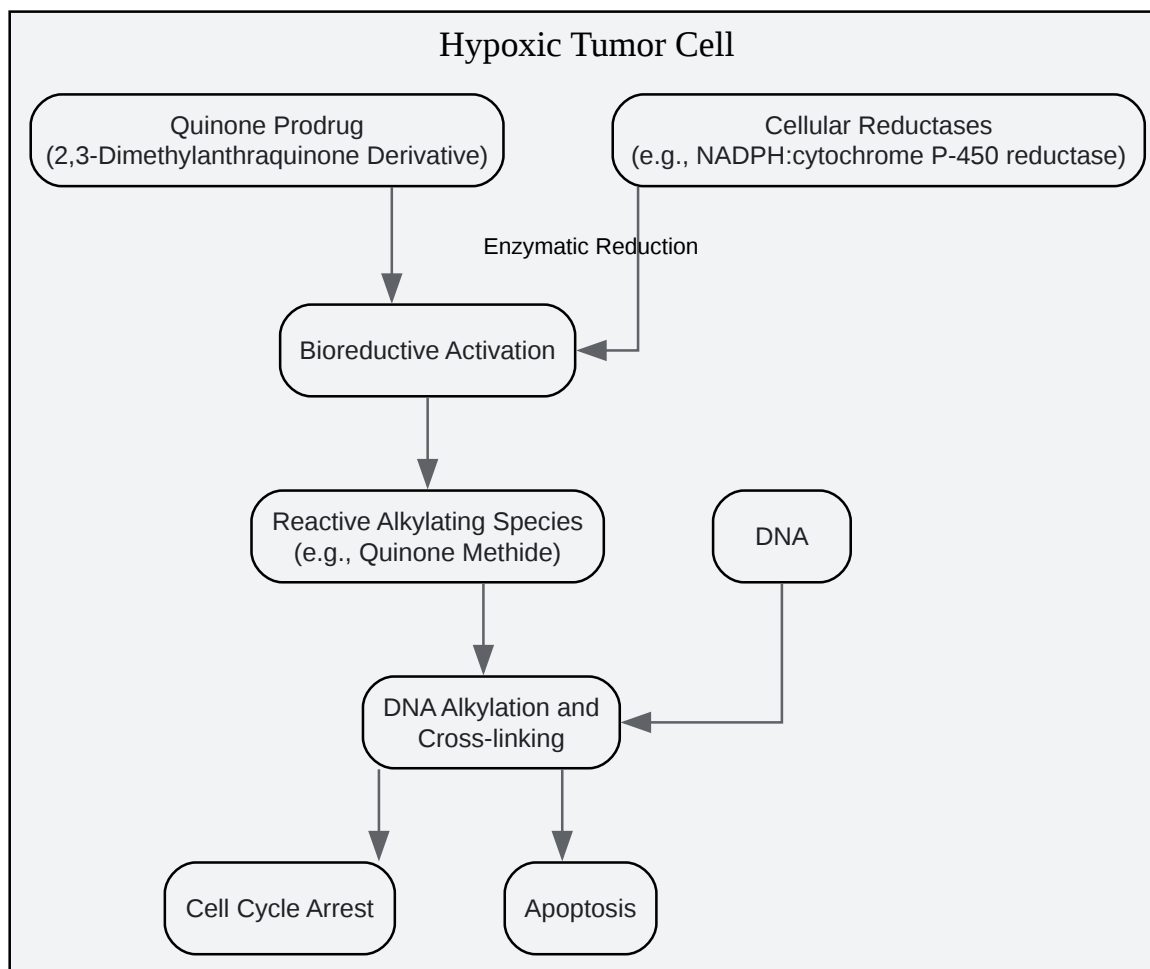 Hypoxic Tumor Cell
Quinone Prodrug
(2,3-Dimethylanthraquinone Derivative)
Cellular Reductases
(e.g., NADPH:cytochrome P-450 reductase)
Enzymatic Reduction
Bioreductive Activation
Reactive Alkylating Species
(e.g., Quinone Methide)
DNA
DNA Alkylation and
Cross-linking
Cell Cycle Arrest
Apoptosis